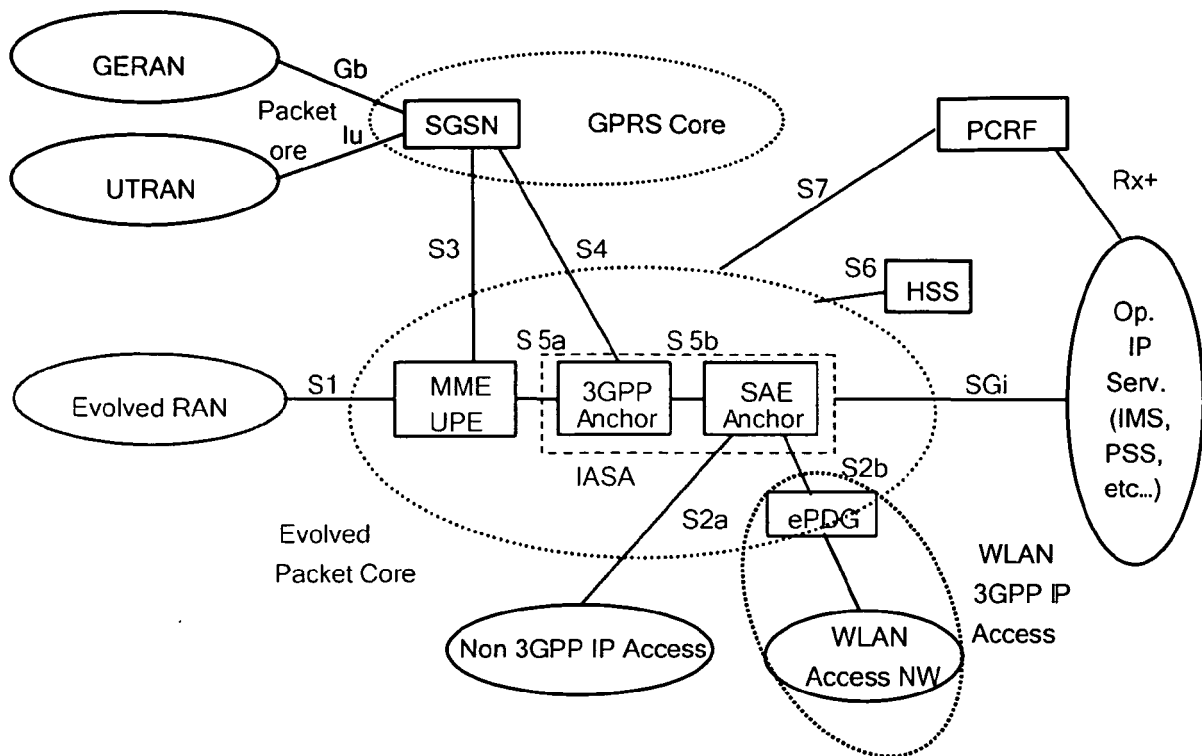 GERAN
Gb
Packet
SGSN
GPRS Core
PCRF
Iu
ore
UTRAN
S7
Rx+
S3
S4
S6
HSS
Op.
IP
Serv.
(IMS,
PSS,
etc...)
S 5a
S 5b
S1
MME
UPE
3GPP
Anchor
SAE
Anchor
SGi
Evolved RAN
IASA
S2b
S2a
ePDG
Evolved
Packet Core
WLAN
3GPP IP
Access
Non 3GPP IP Access
WLAN
Access NW